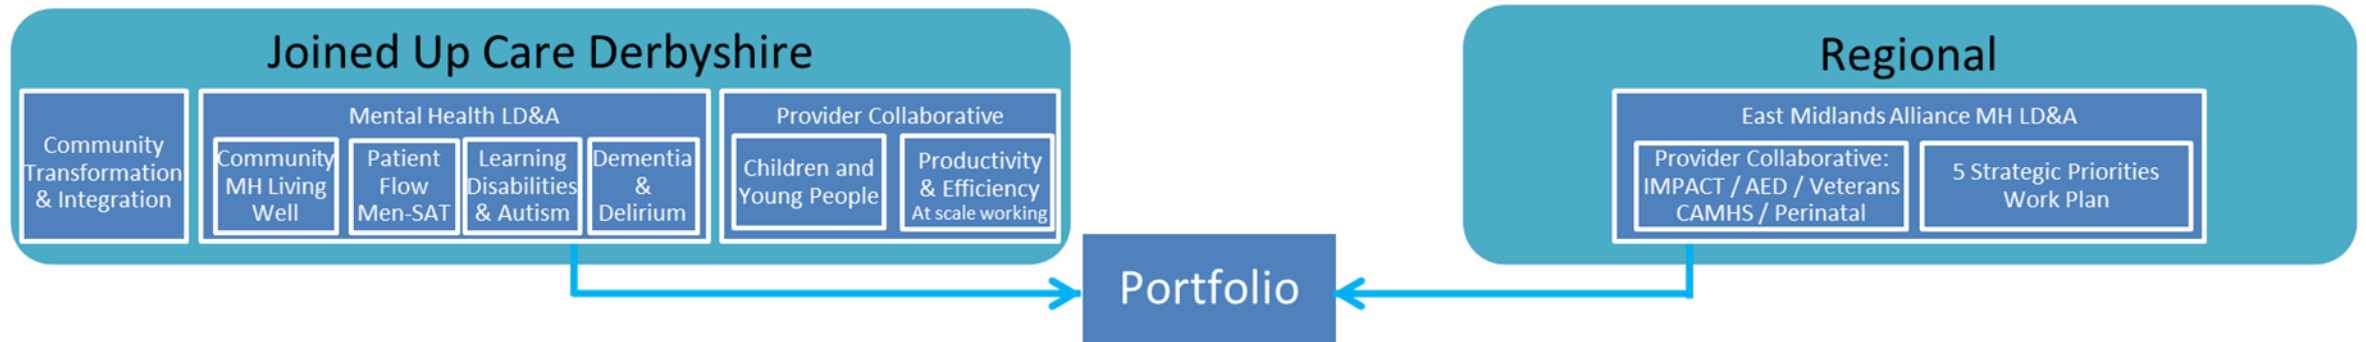 Joined Up Care Derbyshire
Community
Transformation
& Integration
Mental Health LD&A
Community
MH Living
Well
Patient
Flow
Men-SAT
Learning
Disabilities
& Autism
Dementia
&
Delirium
Provider Collaborative
Children and
Young People
Productivity
& Efficiency
At scale working
Regional
East Midlands Alliance MH LD&A
Provider Collaborative:
IMPACT / AED / Veterans
CAMHS / Perinatal
5 Strategic Priorities
Work Plan
Portfolio